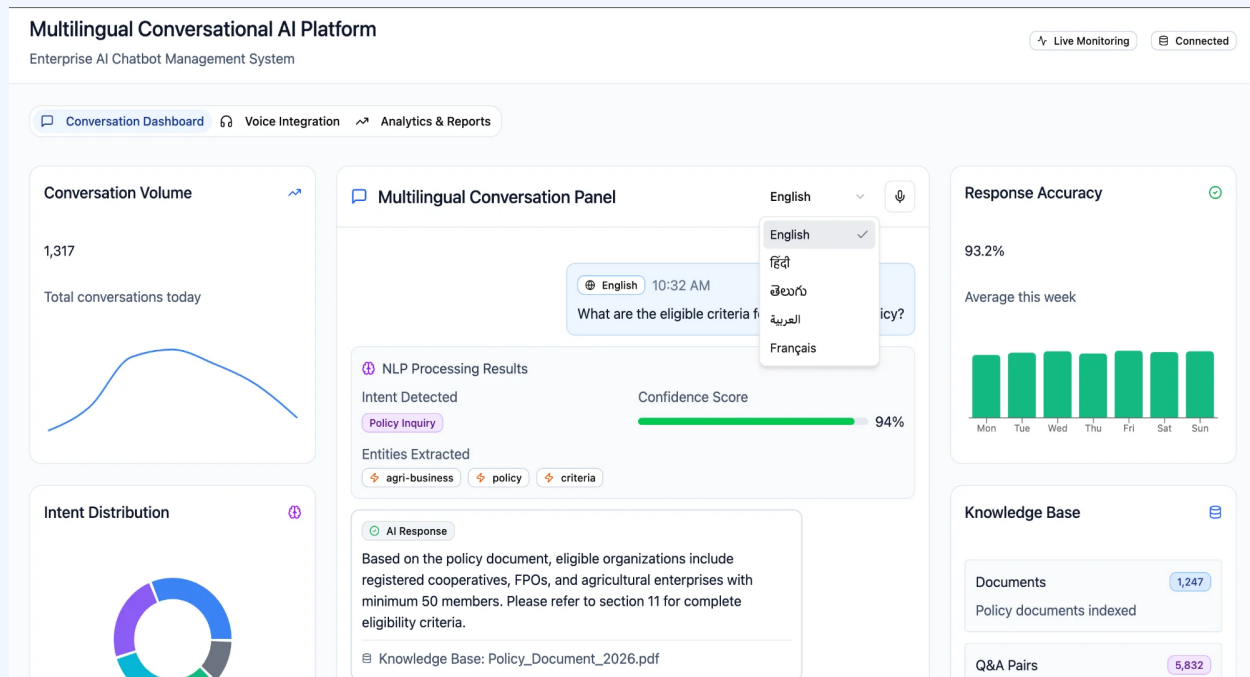 Multilingual Conversational AI Platform
Enterprise AI Chatbot Management System
Live Monitoring
Connected
Conversation Dashboard
Voice Integration
Analytics & Reports
Conversation Volume
1,317
Total conversations today
Intent Distribution
Multilingual Conversation Panel
English
English
हिंदी
తెలుగు
العربية
Français
English 10:32 AM
What are the eligible criteria icy?
NLP Processing Results
Intent Detected
Policy Inquiry
Confidence Score
94%
Entities Extracted
agri-business
policy
criteria
AI Response
Based on the policy document, eligible organizations include
registered cooperatives, FPOs, and agricultural enterprises with
minimum 50 members. Please refer to section 11 for complete
eligibility criteria.
Knowledge Base: Policy_Document_2026.pdf
Response Accuracy
93.2%
Average this week
Mon Tue Wed Thu Fri Sat Sun
Knowledge Base
Documents 1,247
Policy documents indexed
Q&A Pairs 5,832